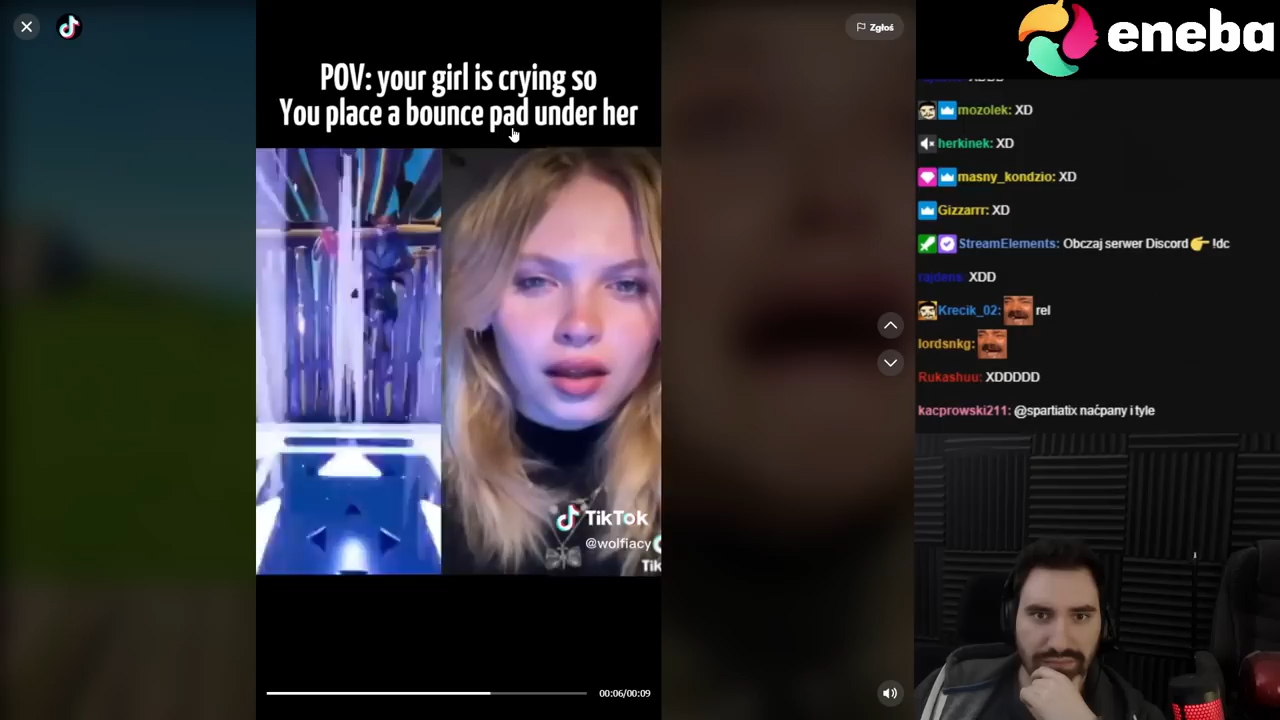 Zgłoś
eneba
POV: your girl is crying so
You place a bounce pad under her
TikTok
@wolfiacy
Tik
00:06/00:09
mozolek: XD
herkinek: XD
masny_kondzio: XD
Gizzarrr: XD
StreamElements: Obczaj serwer Discord👉 !dc
rajdens: XDD
Krecik_02: rel
lordsnkg:
Rukashuu: XDDDDD
kacprowski211: @spartiatix naćpany i tyle